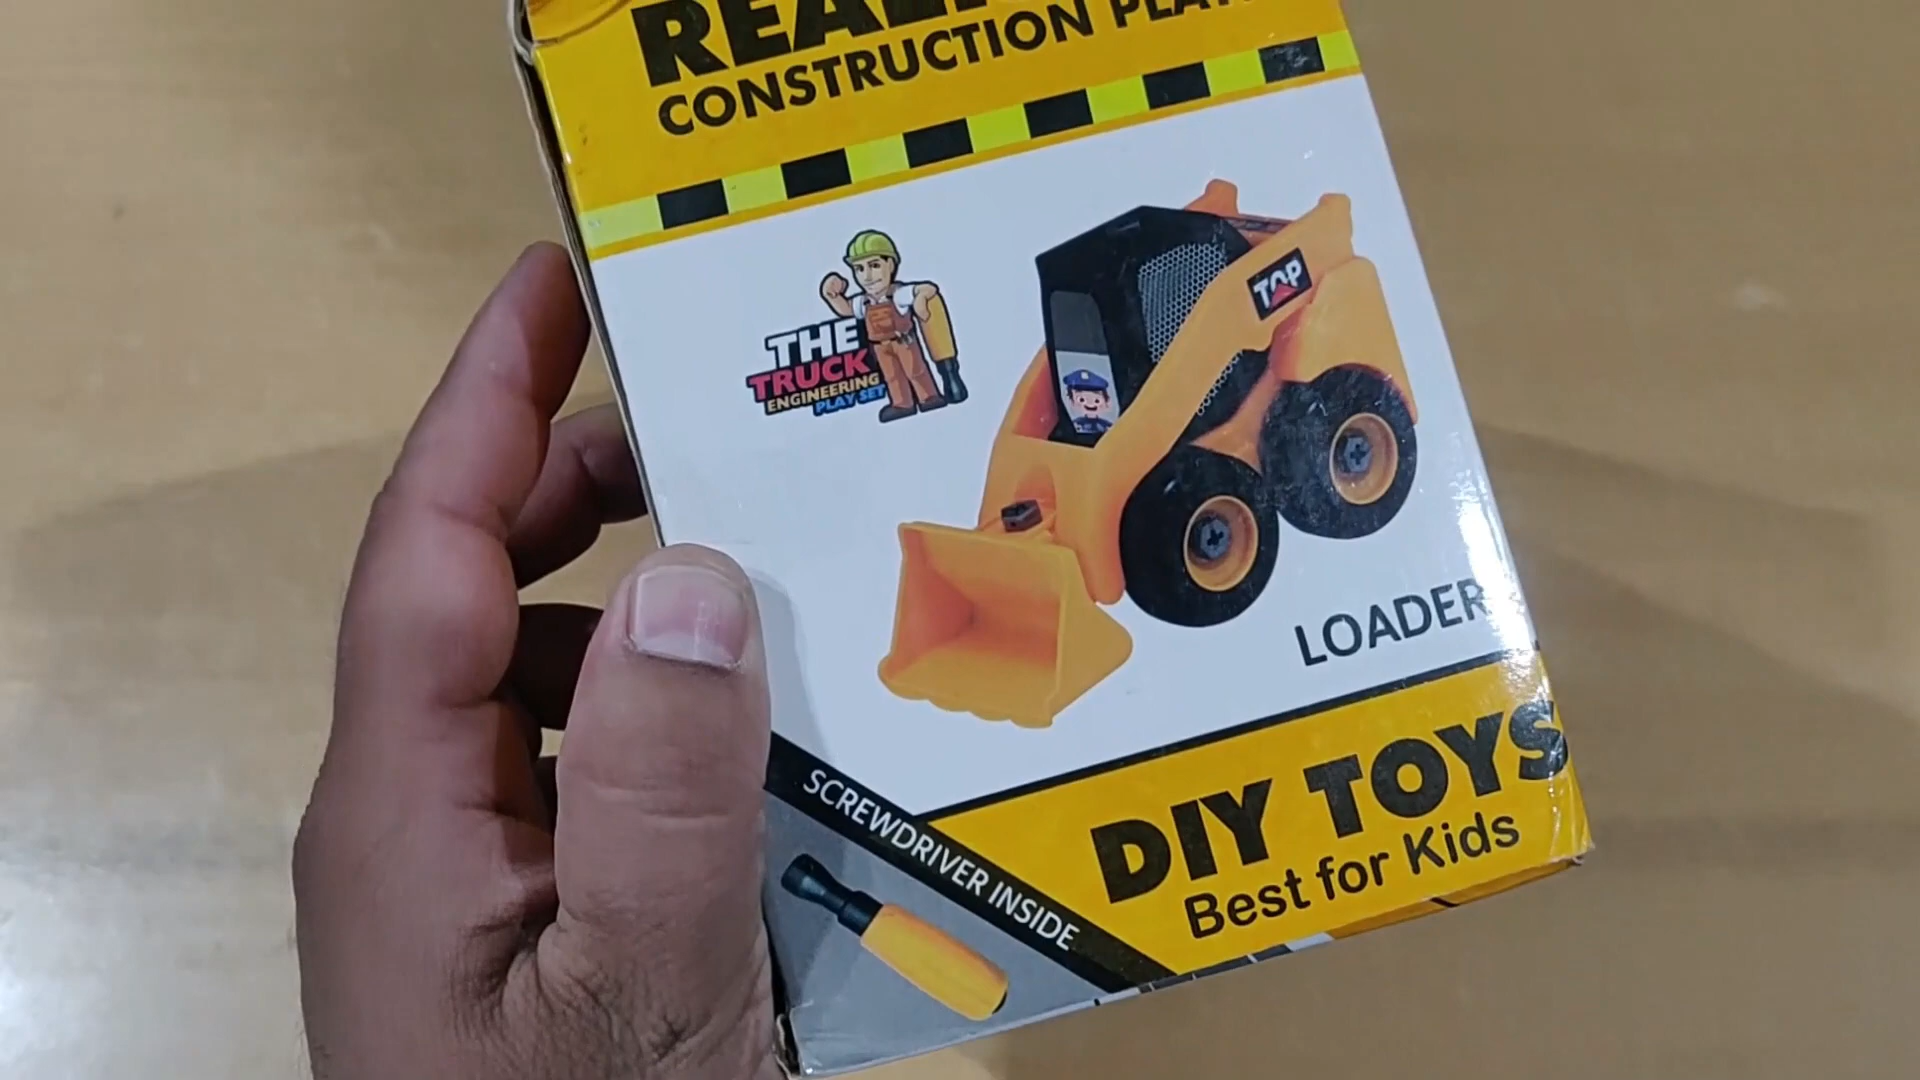 CONSTRUCTION
THE
TRUCK
ENGINEERING
PLAY SET
TOP
LOADER
SCREWDRIVER INSIDE
DIY TOYS
Best for Kids